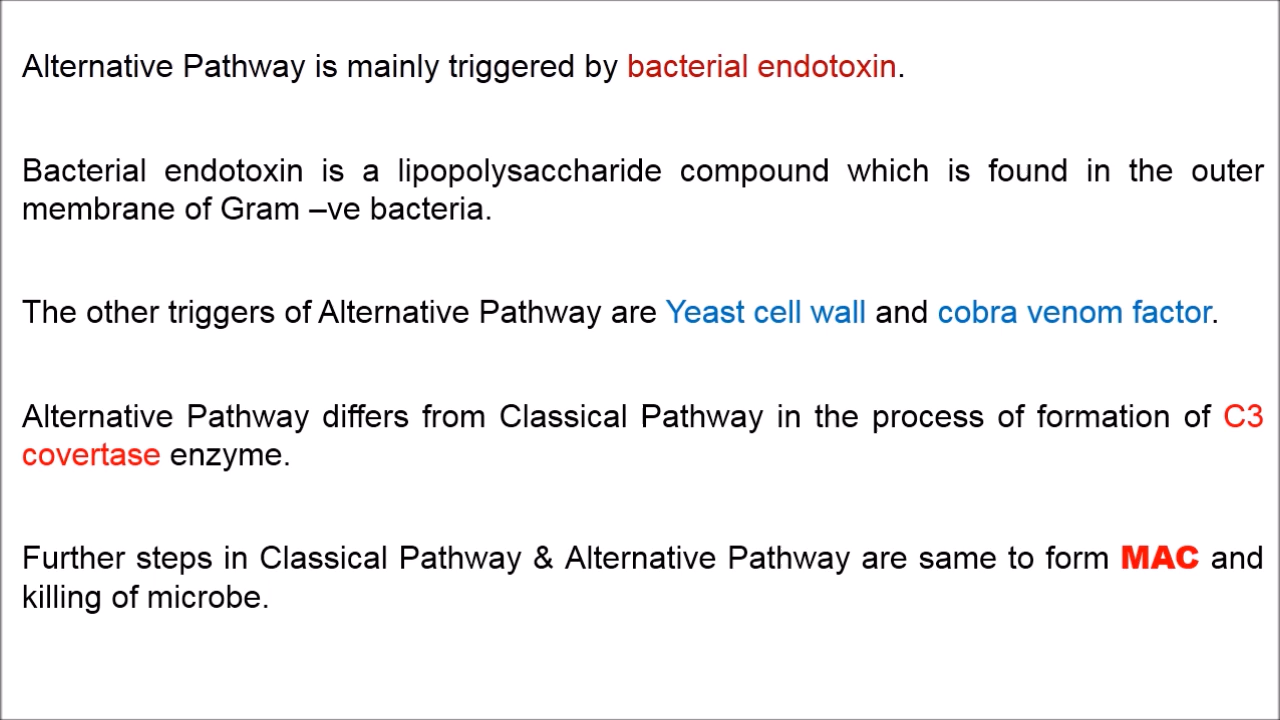 Alternative Pathway is mainly triggered by bacterial endotoxin.
Bacterial endotoxin is a lipopolysaccharide compound which is found in the outer
membrane of Gram –ve bacteria.
The other triggers of Alternative Pathway are Yeast cell wall and cobra venom factor.
Alternative Pathway differs from Classical Pathway in the process of formation of C3
covertase enzyme.
Further steps in Classical Pathway & Alternative Pathway are same to form MAC and
killing of microbe.